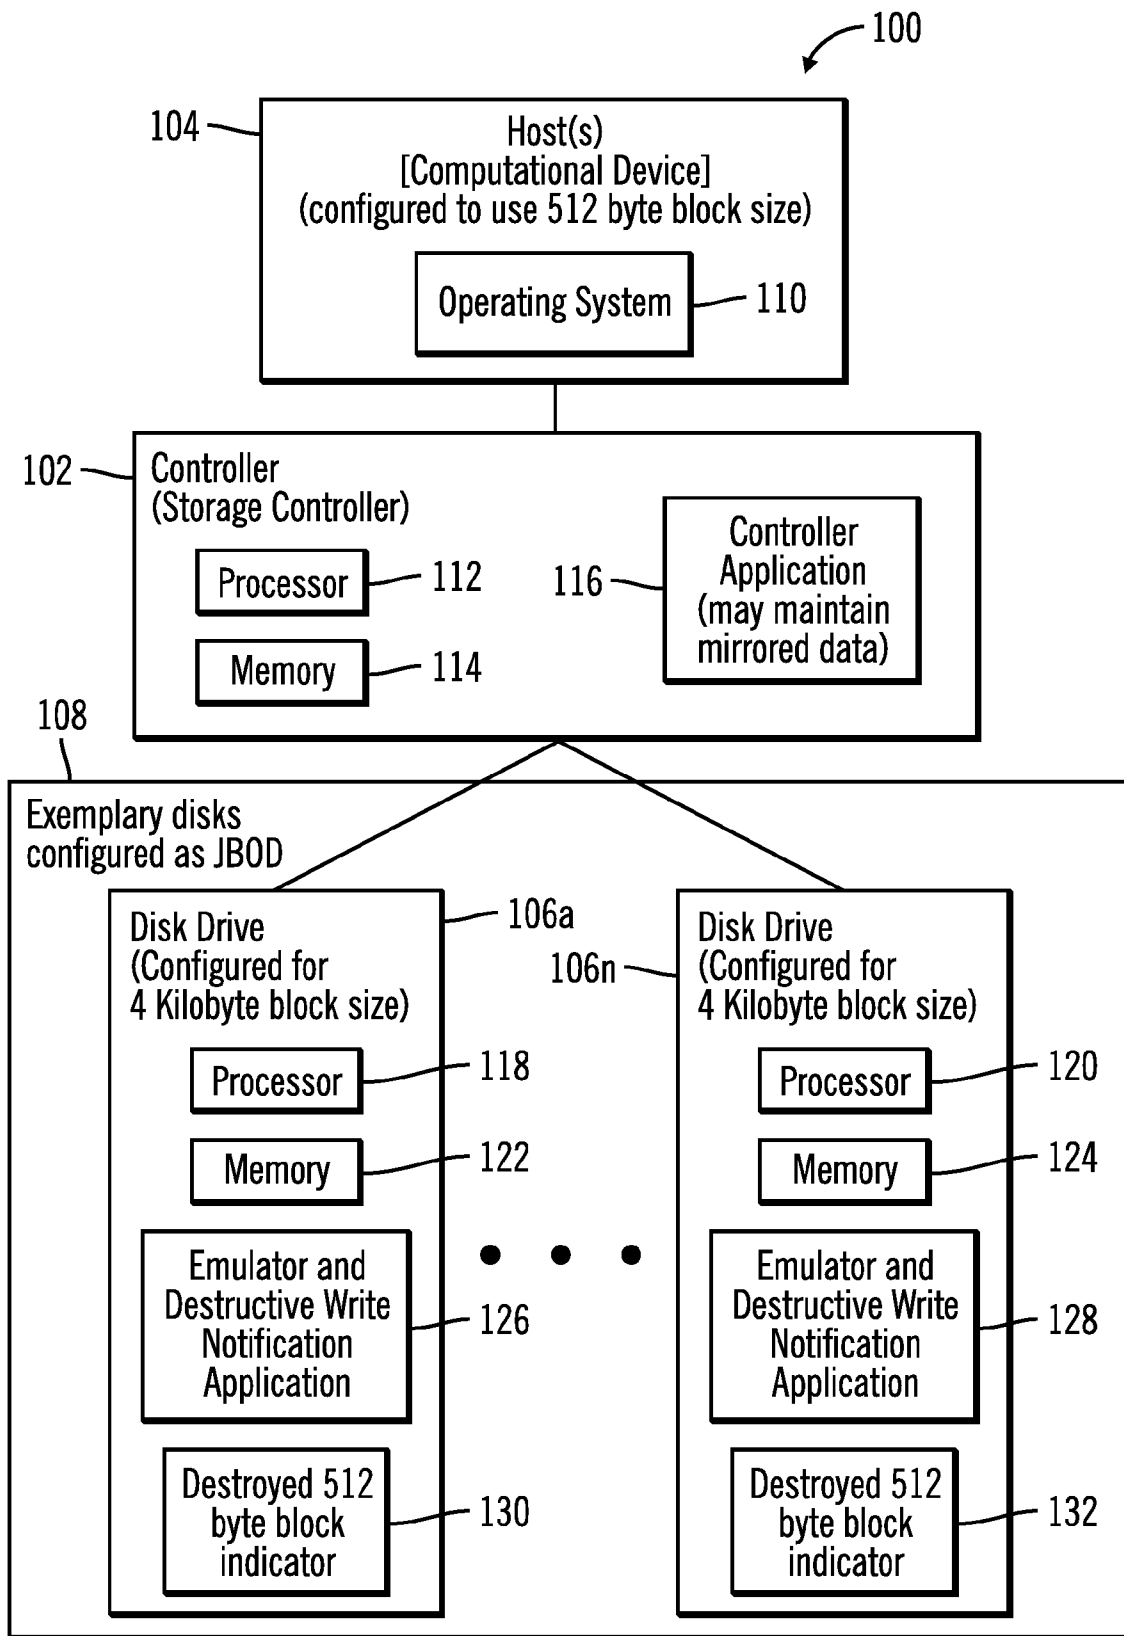 100
104
Host(s)
[Computational Device]
(configured to use 512 byte block size)
Operating System
110
102
Controller
(Storage Controller)
Processor
112
Memory
114
116
Controller
Application
(may maintain
mirrored data)
108
Exemplary disks
configured as JBOD
106a
Disk Drive
(Configured for
4 Kilobyte block size)
Processor
118
Memory
122
Emulator and
Destructive Write
Notification
Application
126
Destroyed 512
byte block
indicator
130
106n
Disk Drive
(Configured for
4 Kilobyte block size)
Processor
120
Memory
124
Emulator and
Destructive Write
Notification
Application
128
Destroyed 512
byte block
indicator
132